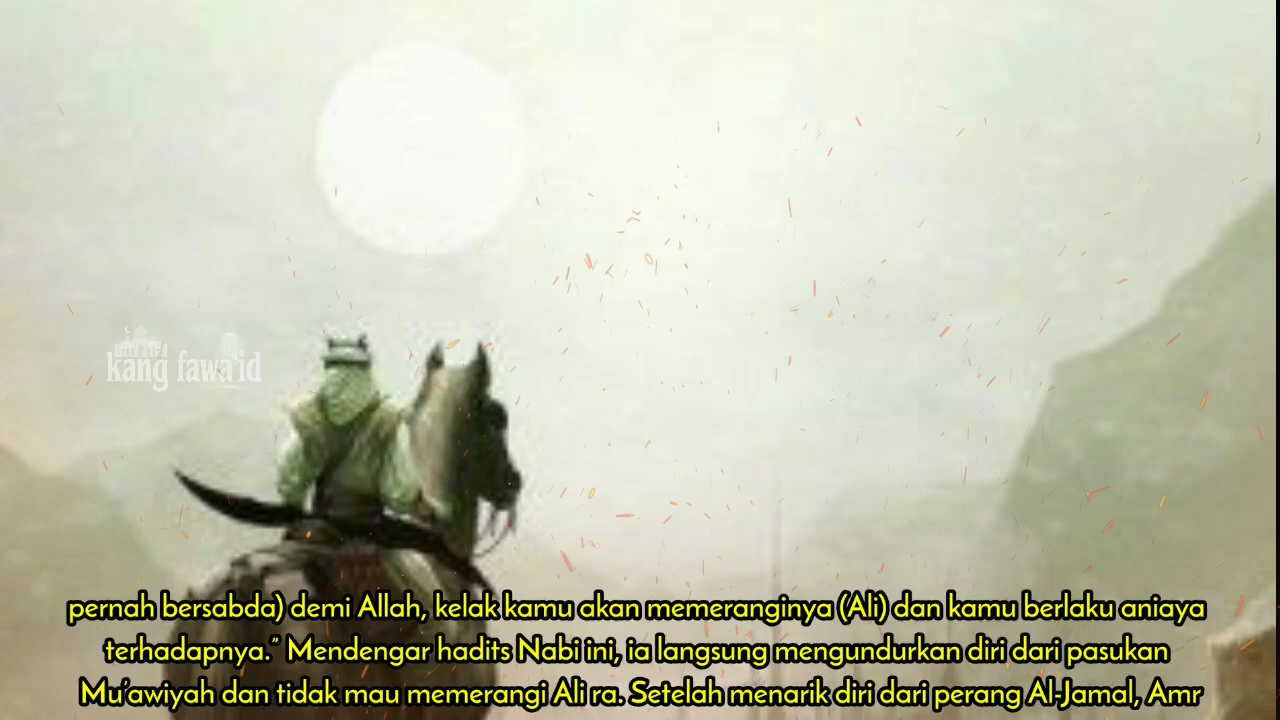 kang fawa'id
pernah bersabda) demi Allah, kelak kamu akan memeranginya (Ali) dan kamu berlaku aniaya
terhadapnya.” Mendengar hadits Nabi ini, ia langsung mengundurkan diri dari pasukan
Mu’awiyah dan tidak mau memerangi Ali ra. Setelah menarik diri dari perang Al-Jamal, Amr